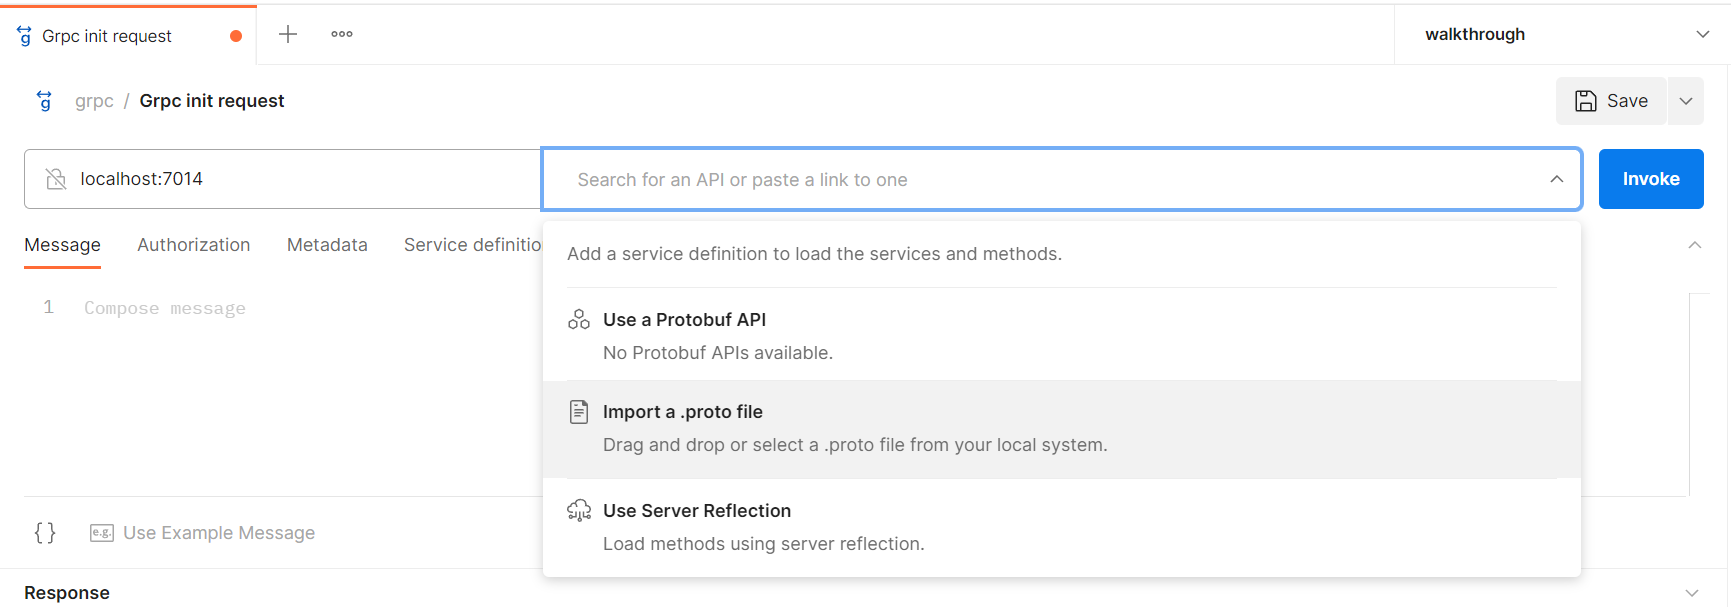 Grpc init request
walkthrough
grpc / Grpc init request
Save
localhost:7014
Search for an API or paste a link to one
Invoke
Message Authorization Metadata Service definitio
Add a service definition to load the services and methods.
1 Compose message
Use a Protobuf API
No Protobuf APIs available.
Import a .proto file
Drag and drop or select a .proto file from your local system.
Use Server Reflection
Load methods using server reflection.
{} e.g. Use Example Message
Response